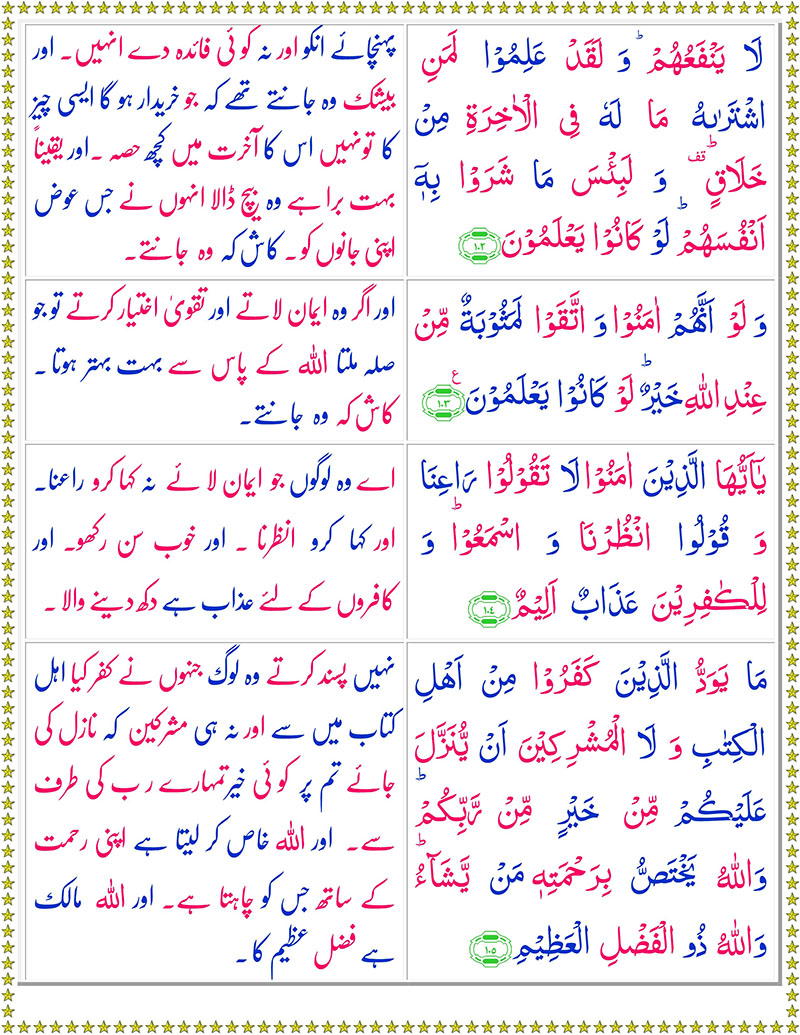 لَا يَنْفَعُهُمْ ؕ وَ لَقَدْ عَلِمُوْا لَمَنِ
اشْتَرٰىهُ مَا لَهٗ فِی الْاٰخِرَةِ مِنْ
خَلَاقٍ ؕ۫ وَ لَبِئْسَ مَا شَرَوْا بِهٖۤ
اَنْفُسَهُمْ ؕ لَوْ كَانُوْا يَعْلَمُوْنَ ۱۰۲
پہنچائے انکو اور نہ کوئی فائدہ دے انہیں۔ اور
بیشک وہ جانتے تھے کہ جو خریدار ہو گا ایسی چیز
کا تو نہیں اس کا آخرت میں کچھ حصہ ۔ اور یقیناً
بہت برا ہے وہ بیچ ڈالا انہوں نے جس عوض
اپنی جانوں کو۔ کاش کہ وہ جانتے۔
وَ لَوْ اَنَّهُمْ اٰمَنُوْا وَ اتَّقَوْا لَمَثُوْبَةٌ مِّنْ
عِنْدِ اللّٰهِ خَيْرٌ ؕ لَوْ كَانُوْا يَعْلَمُوْنَ ۱۰۳ ع
اور اگر وہ ایمان لاتے اور تقویٰ اختیار کرتے تو جو
صلہ ملتا اللہ کے پاس سے بہت بہتر ہوتا ۔
کاش کہ وہ جانتے۔
يٰۤاَيُّهَا الَّذِيْنَ اٰمَنُوْا لَا تَقُوْلُوْا رَاعِنَا
وَ قُوْلُوا انْظُرْنَا وَ اسْمَعُوْا ؕ وَ
لِلْكٰفِرِيْنَ عَذَابٌ اَلِيْمٌ ۱۰٤
اے وہ لوگوں جو ایمان لائے نہ کہا کرو راعنا۔
اور کہا کرو انظرنا ۔ اور خوب سن رکھو۔ اور
کافروں کے لئے عذاب ہے دکھ دینے والا ۔
مَا يَوَدُّ الَّذِيْنَ كَفَرُوْا مِنْ اَهْلِ
الْكِتٰبِ وَ لَا الْمُشْرِكِيْنَ اَنْ يُّنَزَّلَ
عَلَيْكُمْ مِّنْ خَيْرٍ مِّنْ رَّبِّكُمْ ؕ
وَاللّٰهُ يَخْتَصُّ بِرَحْمَتِهٖ مَنْ يَّشَآءُ ؕ
وَاللّٰهُ ذُو الْفَضْلِ الْعَظِيْمِ ۱۰۵
نہیں پسند کرتے وہ لوگ جنہوں نے کفر کیا اہل
کتاب میں سے اور نہ ہی مشرکین کہ نازل کی
جائے تم پر کوئی خیر تمہارے رب کی طرف
سے۔ اور اللہ خاص کر لیتا ہے اپنی رحمت
کے ساتھ جس کو چاہتا ہے۔ اور اللہ مالک
ہے فضل عظیم کا۔